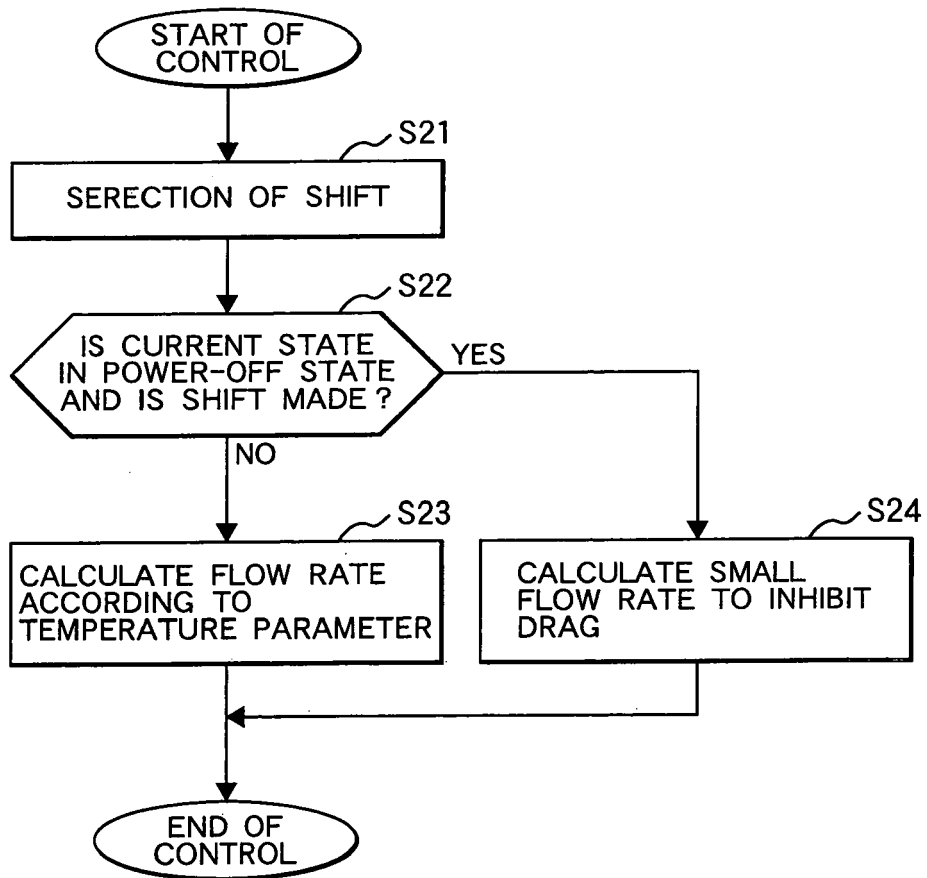 START OF
CONTROL
S21
SERECTION OF SHIFT
S22
IS CURRENT STATE
IN POWER-OFF STATE
AND IS SHIFT MADE?
YES
NO
S23
CALCULATE FLOW RATE
ACCORDING TO
TEMPERATURE PARAMETER
S24
CALCULATE SMALL
FLOW RATE TO INHIBIT
DRAG
END OF
CONTROL